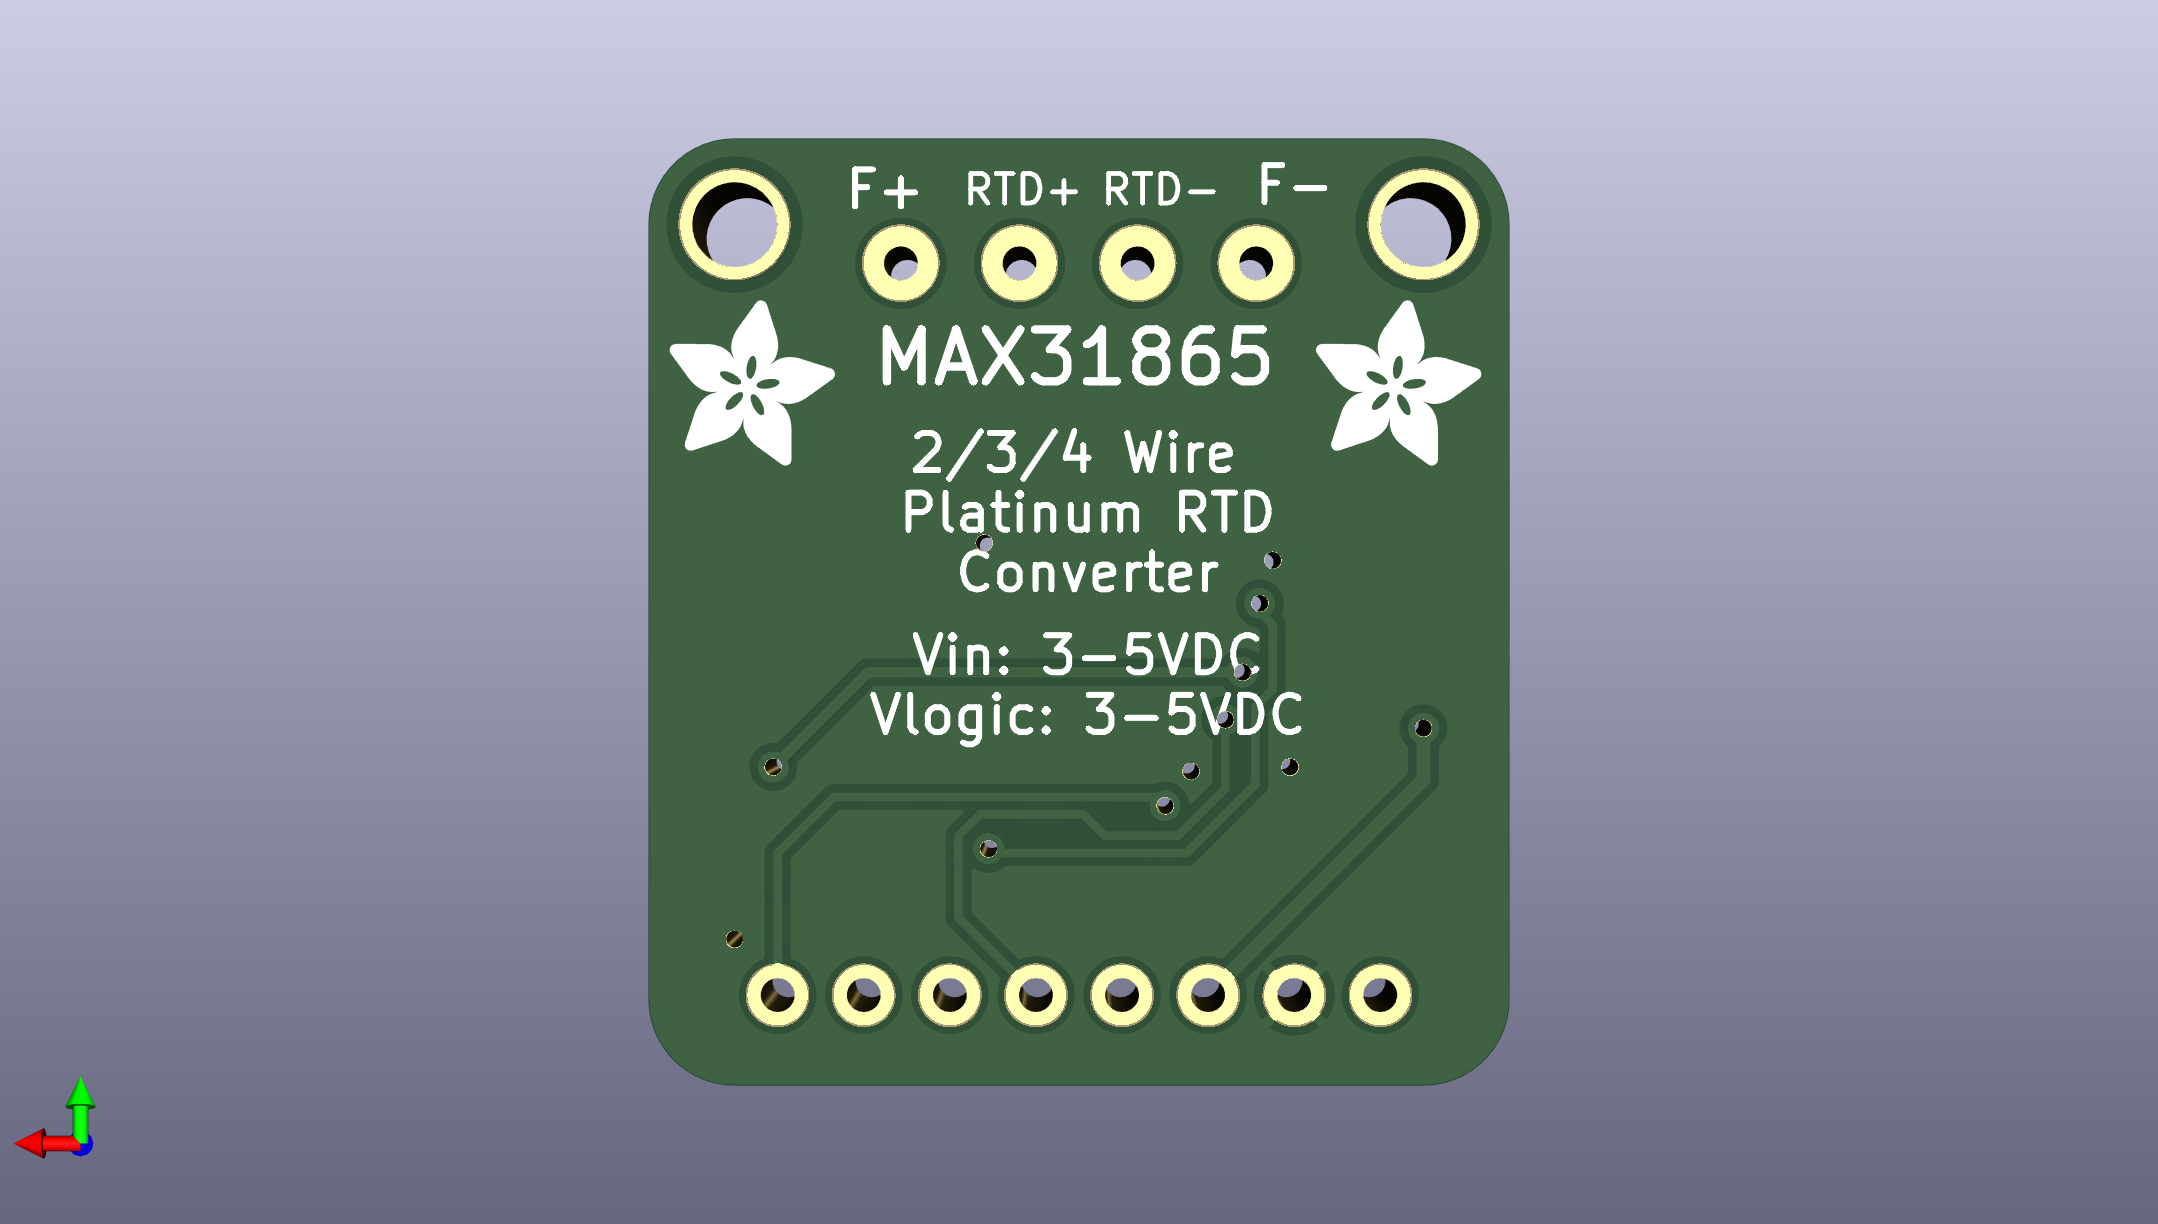 F+ RTD+ RTD- F-
MAX31865
2/3/4 Wire
Platinum RTD
Converter
Vin: 3-5VDC
Vlogic: 3-5VDC